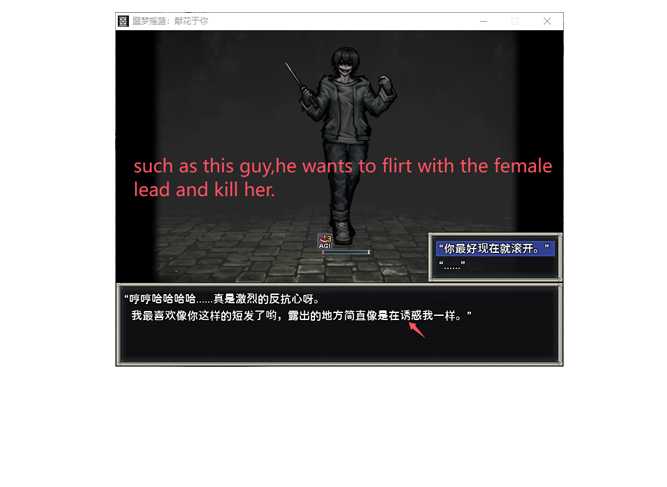 噩梦摇篮：献花于你
such as this guy,he wants to flirt with the female
lead and kill her.
3
AGI
“你最好现在就滚开。”
“……”
“哼哼哈哈哈哈……真是激烈的反抗心呀。
我最喜欢像你这样的短发了哟，露出的地方简直像是在诱惑我一样。”